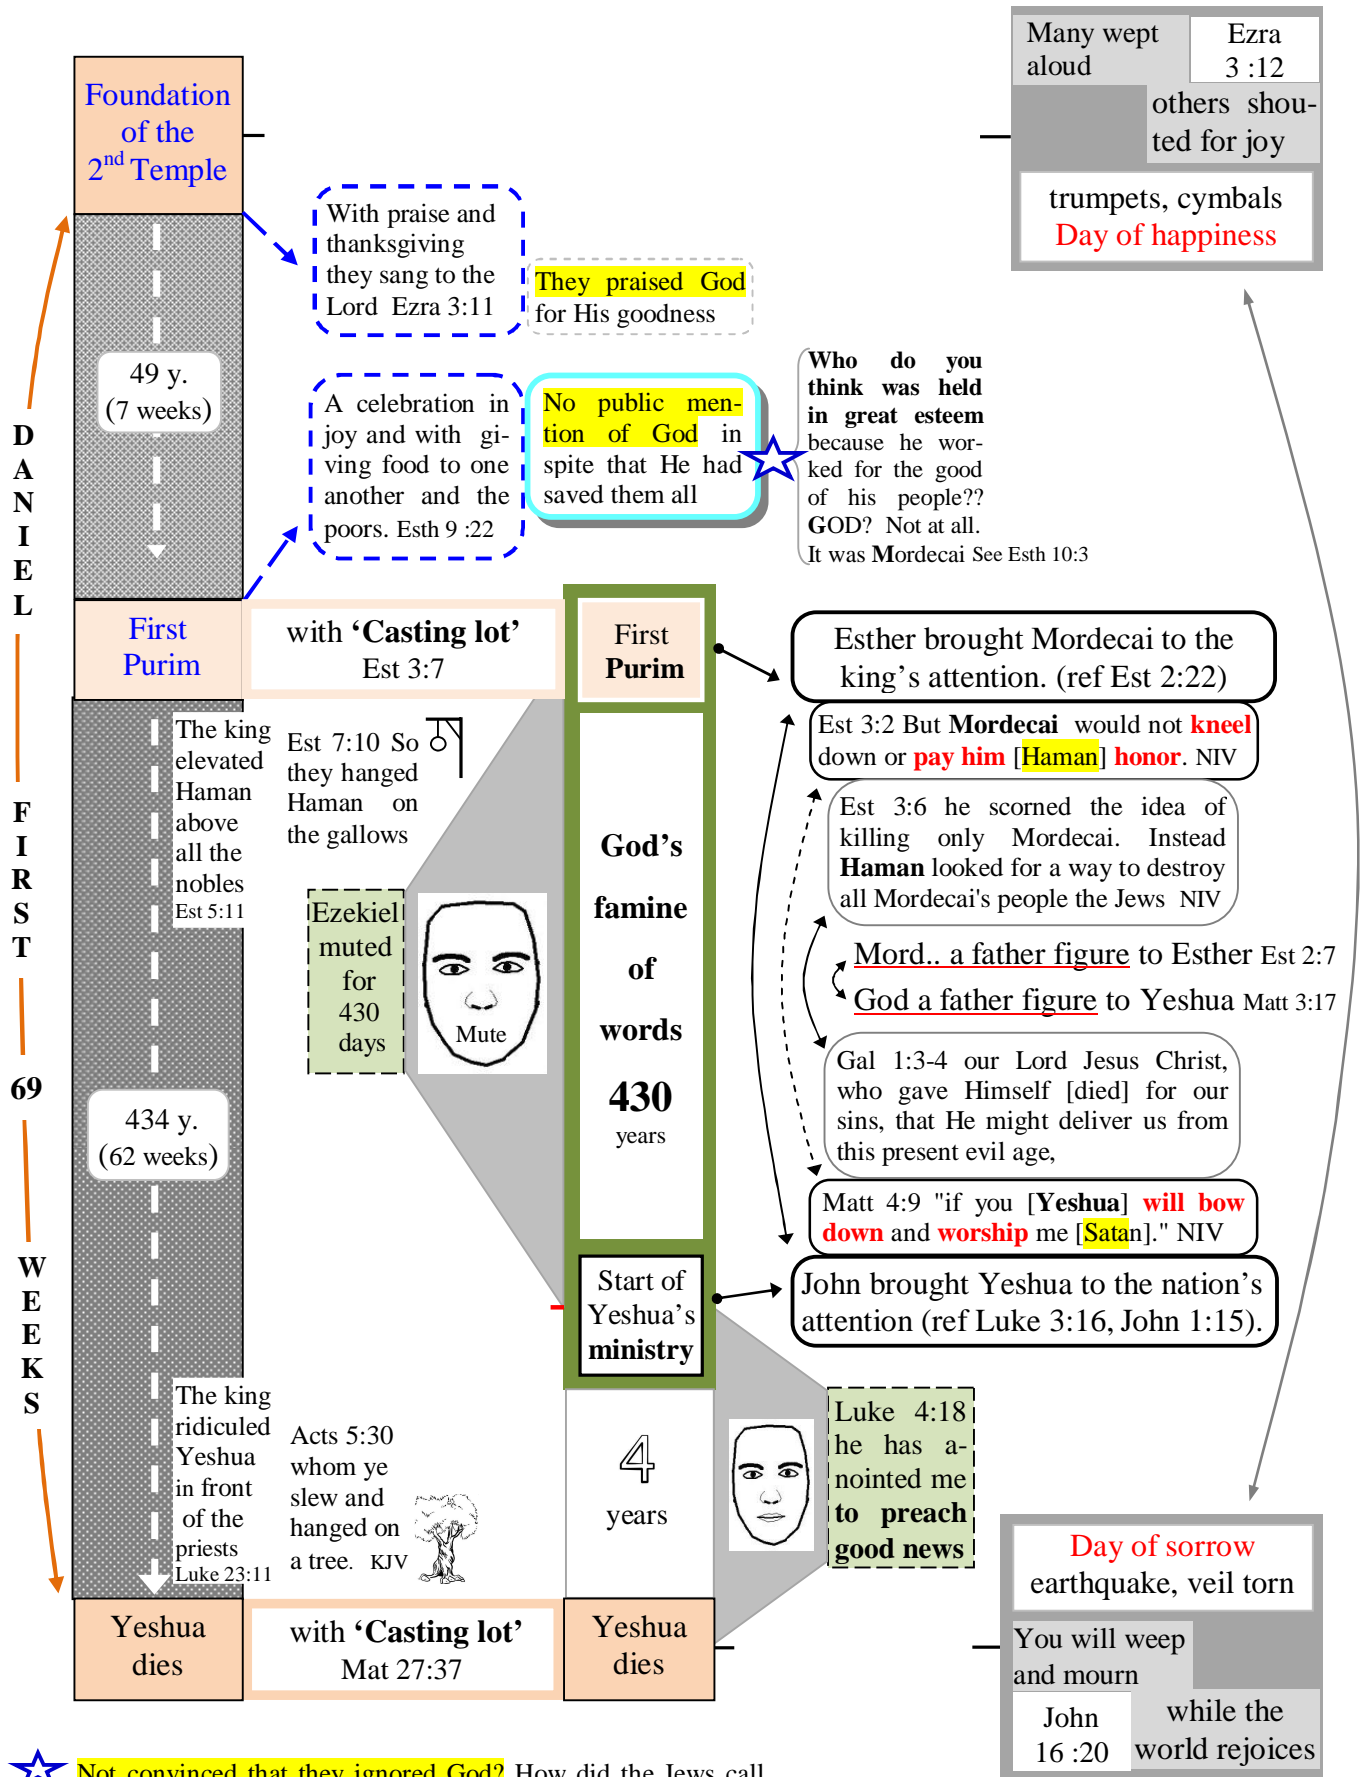 Many wept
aloud
Ezra
3 :12
others shou-
ted for joy
trumpets, cymbals
Day of happiness
Foundation
of the
2nd Temple
With praise and
thanksgiving
they sang to the
Lord Ezra 3:11
They praised God
for His goodness
49 y.
(7 weeks)
A celebration in
joy and with gi-
ving food to one
another and the
poors. Esth 9 :22
No public men-
tion of God in
spite that He had
saved them all
Who do you
think was held
in great esteem
because he wor-
ked for the good
of his people??
GOD? Not at all.
It was Mordecai See Esth 10:3
DANIEL FIRST 69 WEEKS
First
Purim
with ‘Casting lot’
Est 3:7
First
Purim
Esther brought Mordecai to the
king’s attention. (ref Est 2:22)
Est 3:2 But Mordecai would not kneel
down or pay him [Haman] honor. NIV
Est 3:6 he scorned the idea of
killing only Mordecai. Instead
Haman looked for a way to destroy
all Mordecai's people the Jews NIV
Mord.. a father figure to Esther Est 2:7
God a father figure to Yeshua Matt 3:17
Gal 1:3-4 our Lord Jesus Christ,
who gave Himself [died] for our
sins, that He might deliver us from
this present evil age,
Matt 4:9 "if you [Yeshua] will bow
down and worship me [Satan]." NIV
John brought Yeshua to the nation’s
attention (ref Luke 3:16, John 1:15).
The king
elevated
Haman
above
all the
nobles
Est 5:11
Est 7:10 So
they hanged
Haman on
the gallows
Ezekiel
muted
for
430
days
Mute
God’s
famine
of
words
430
years
434 y.
(62 weeks)
Start of
Yeshua’s
ministry
The king
ridiculed
Yeshua
in front
of the
priests
Luke 23:11
Acts 5:30
whom ye
slew and
hanged on
a tree. KJV
4
years
Luke 4:18
he has a-
nointed me
to preach
good news
Yeshua
dies
with ‘Casting lot’
Mat 27:37
Yeshua
dies
Day of sorrow
earthquake, veil torn
You will weep
and mourn
John
16 :20
while the
world rejoices
Not convinced that they ignored God? How did the Jews call